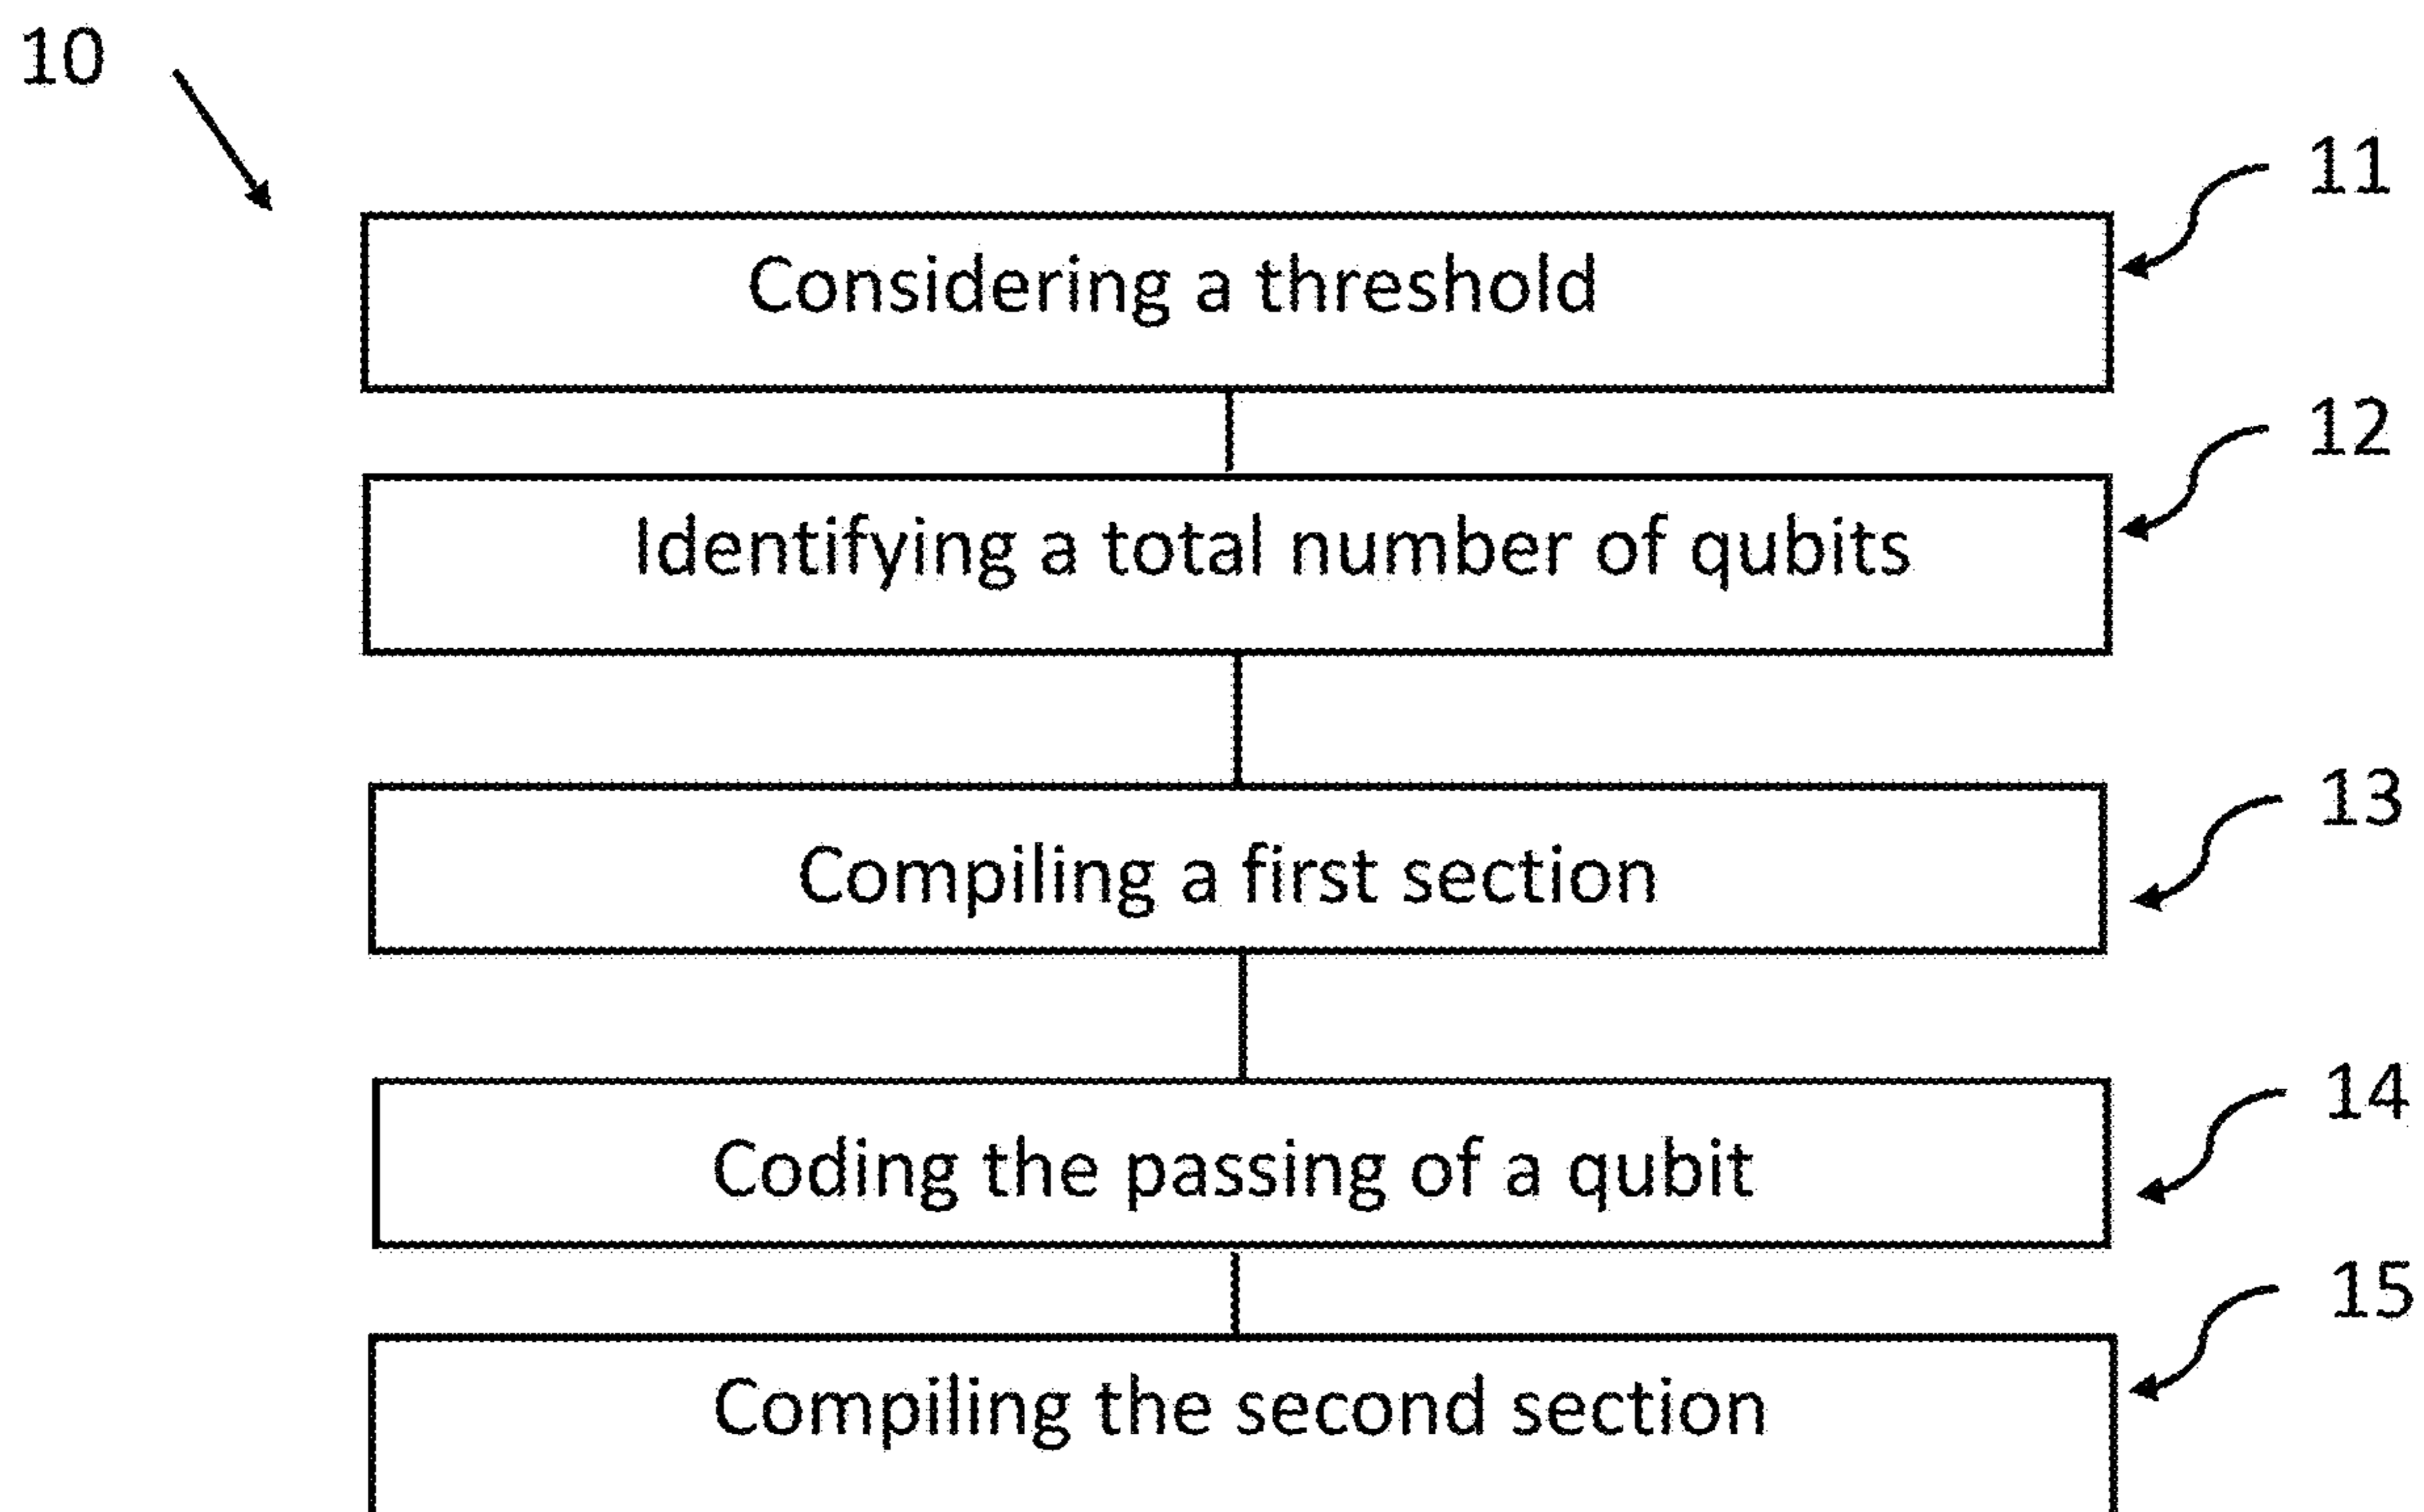 10
11
Considering a threshold
12
Identifying a total number of qubits
13
Compiling a first section
14
Coding the passing of a qubit
15
Compiling the second section